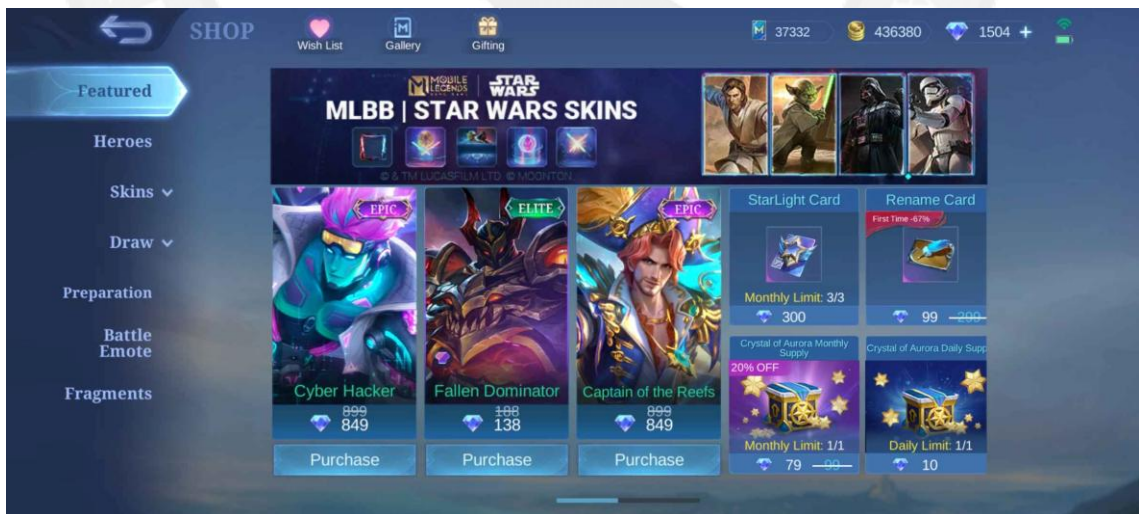 SHOP
Wish List
Gallery
Gifting
37332
436380
1504 +
Featured
Heroes
Skins
Draw
Preparation
Battle
Emote
Fragments
MOBILE
LEGENDS
STAR
WARS
MLBB | STAR WARS SKINS
© & TM LUCASFILM LTD. © MOONTON
EPIC
Cyber Hacker
899
849
Purchase
ELITE
Fallen Dominator
188
138
Purchase
EPIC
Captain of the Reefs
899
849
Purchase
StarLight Card
Monthly Limit: 3/3
300
Rename Card
First Time -67%
99 299
Crystal of Aurora Monthly
Supply
20% OFF
Monthly Limit: 1/1
79 99
Crystal of Aurora Daily Supp
Daily Limit: 1/1
10